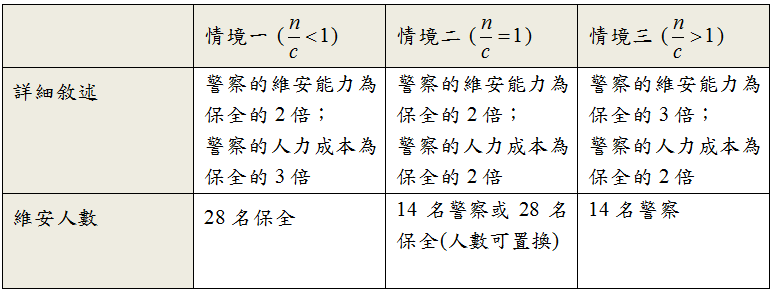 情境一 (n/c<1) 情境二 (n/c=1) 情境三 (n/c>1)
詳細敘述 警察的維安能力為 警察的維安能力為 警察的維安能力為
保全的 2 倍； 保全的 2 倍； 保全的 3 倍；
警察的人力成本為 警察的人力成本為 警察的人力成本為
保全的 3 倍 保全的 2 倍 保全的 2 倍
維安人數 28 名保全 14 名警察或 28 名 14 名警察
保全(人數可置換)